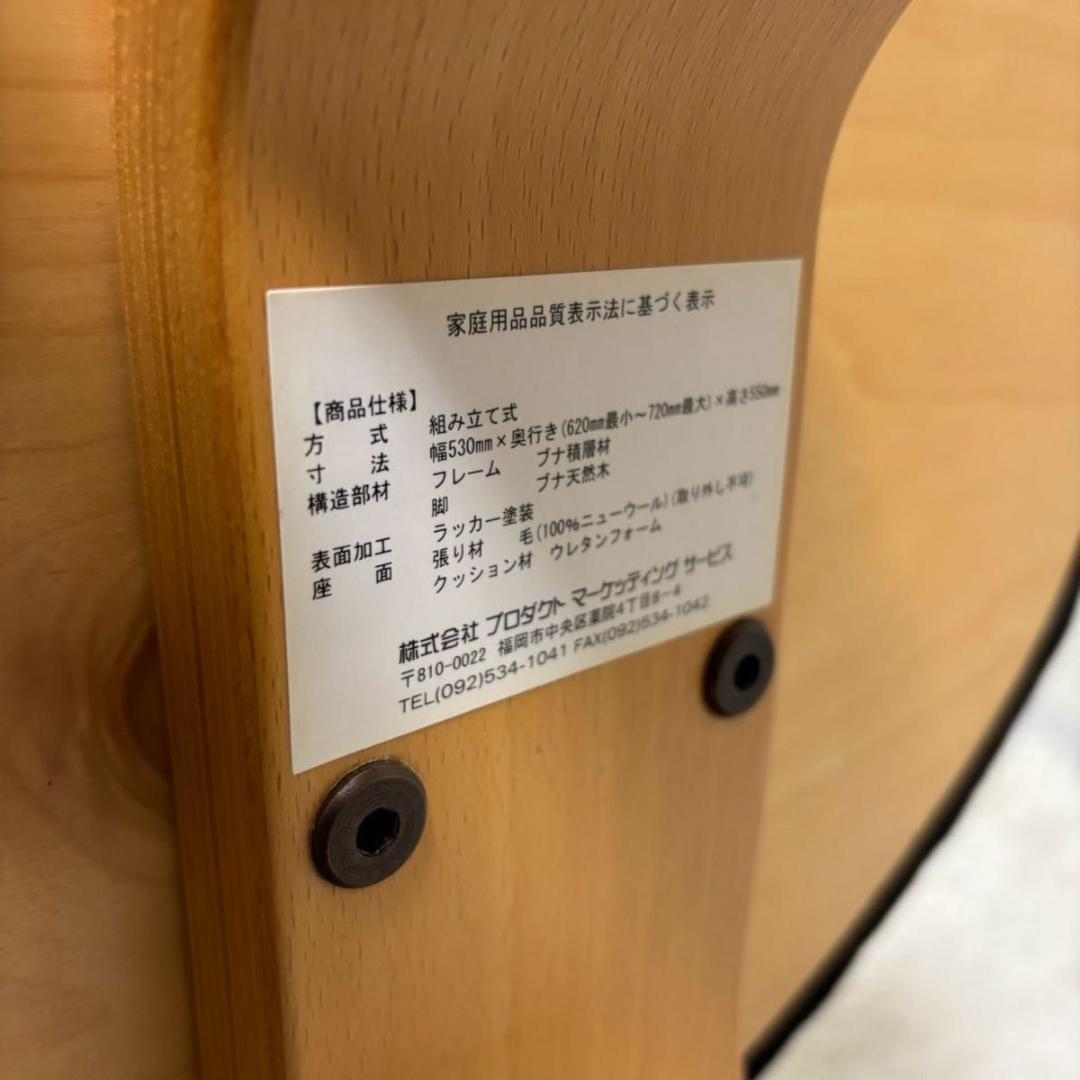 家庭用品品質表示法に基づく表示
【商品仕様】
方 式 組み立て式
寸 法 幅530mm×奥行き(620mm最小～720mm最大)×高さ550mm
構造部材 フレーム ブナ積層材
脚 ブナ天然木
表面加工 ラッカー塗装
座 面 張り材 毛(100%ニューウール)(取り外し不可)
クッション材 ウレタンフォーム
株式会社 プロダクト マーケッティング サービス
〒810-0022 福岡市中央区薬院4丁目8-4
TEL(092)534-1041 FAX(092)534-1042